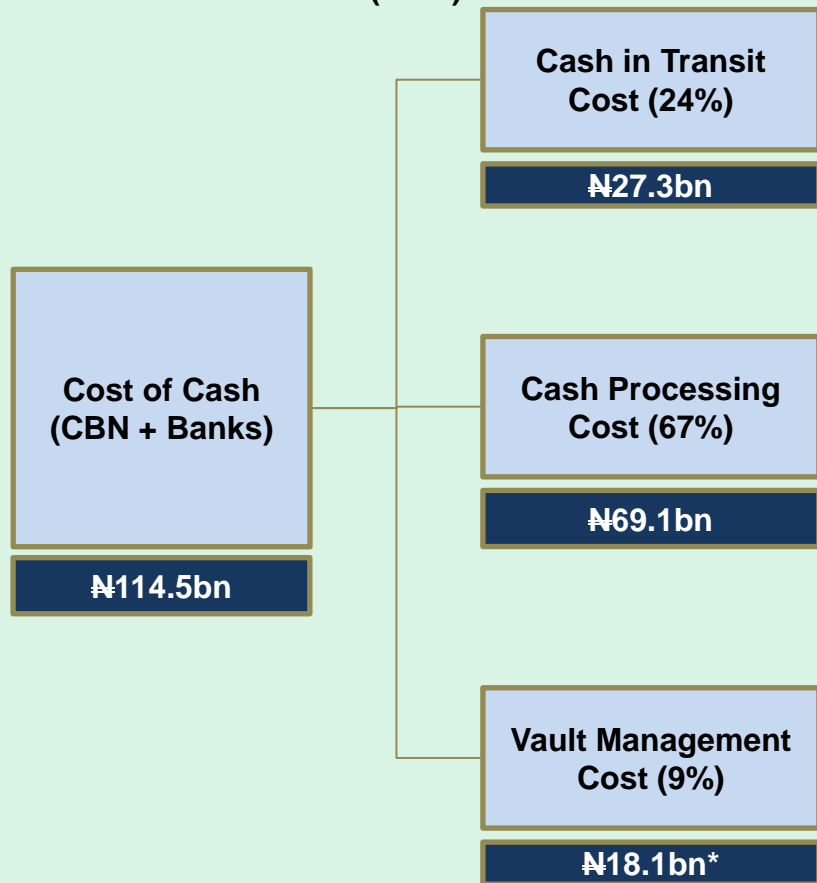 Cash in Transit
Cost (24%)
₦27.3bn
Cost of Cash
(CBN + Banks)
₦114.5bn
Cash Processing
Cost (67%)
₦69.1bn
Vault Management
Cost (9%)
₦18.1bn*